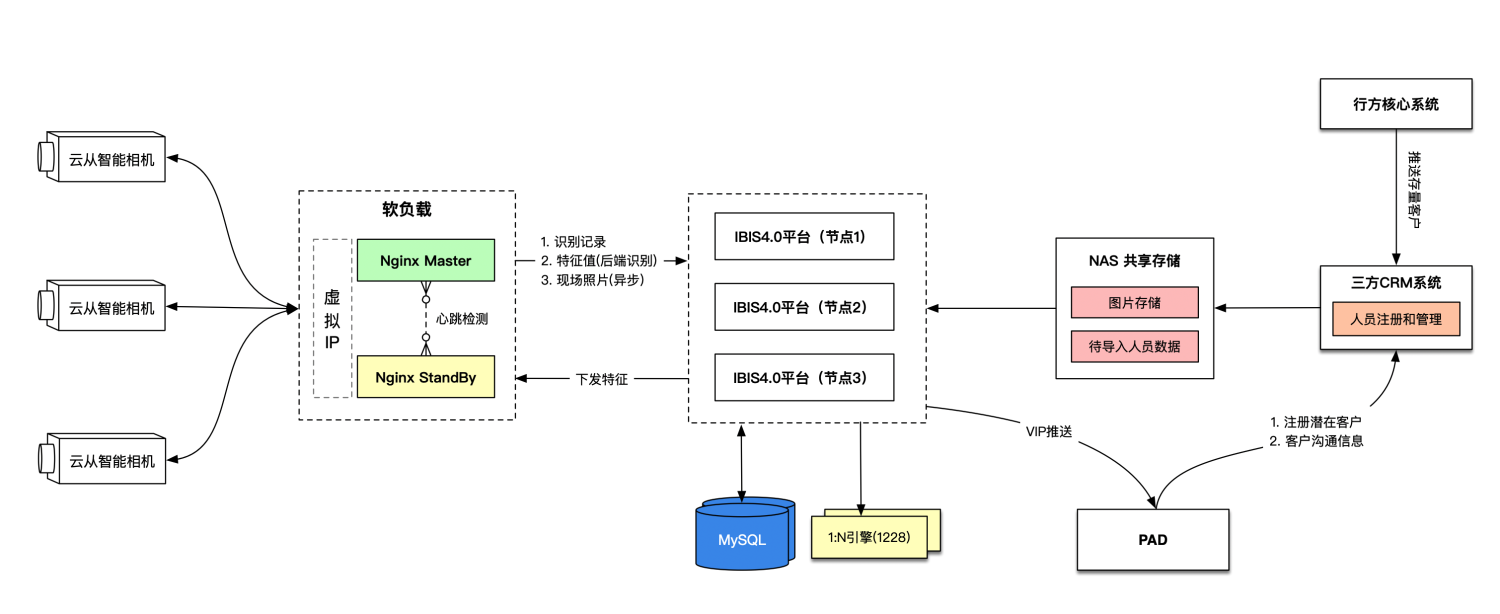 云从智能相机
云从智能相机
云从智能相机
软负载
虚
拟
IP
Nginx Master
心跳检测
Nginx StandBy
1. 识别记录
2. 特征值(后端识别)
3. 现场照片(异步)
下发特征
IBIS4.0平台（节点1）
IBIS4.0平台（节点2）
IBIS4.0平台（节点3）
MySQL
1:N引擎(1228)
NAS 共享存储
图片存储
待导入人员数据
行方核心系统
推送存量客户
三方CRM系统
人员注册和管理
VIP推送
1. 注册潜在客户
2. 客户沟通信息
PAD